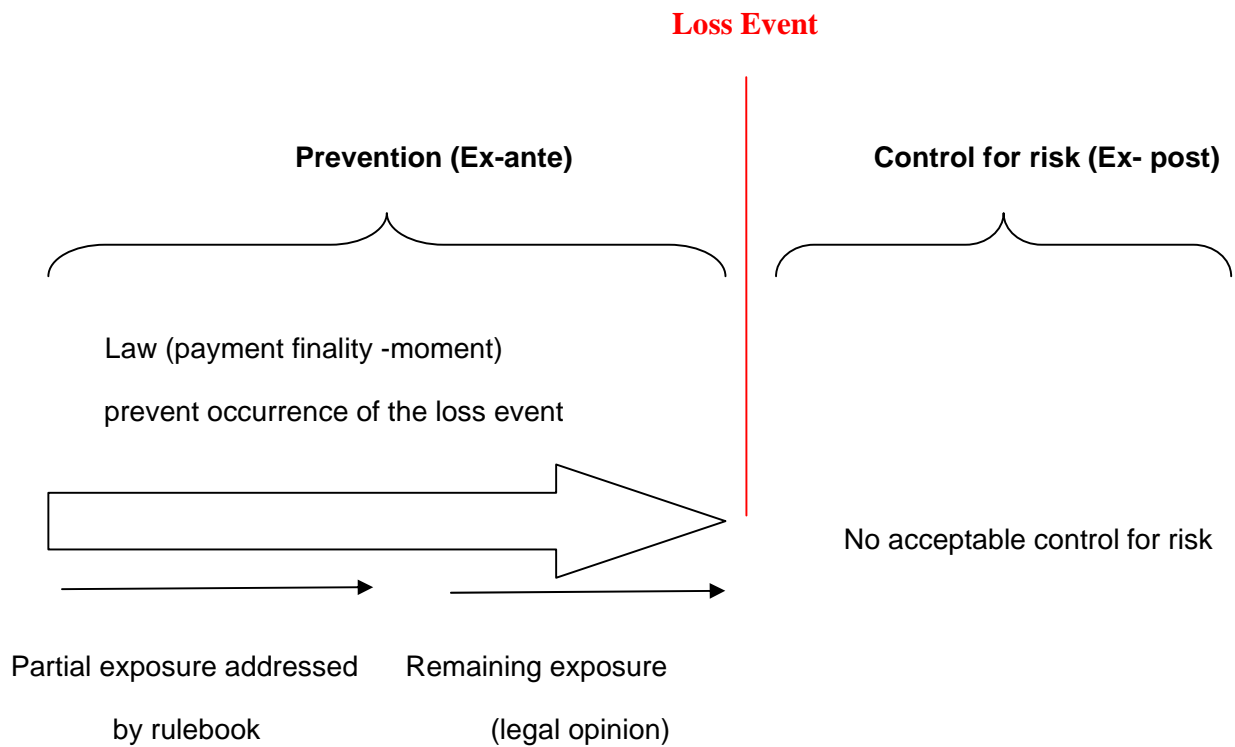 Loss Event
Prevention (Ex-ante)
Control for risk (Ex- post)
Law (payment finality -moment)
prevent occurrence of the loss event
No acceptable control for risk
Partial exposure addressed
by rulebook
Remaining exposure
(legal opinion)